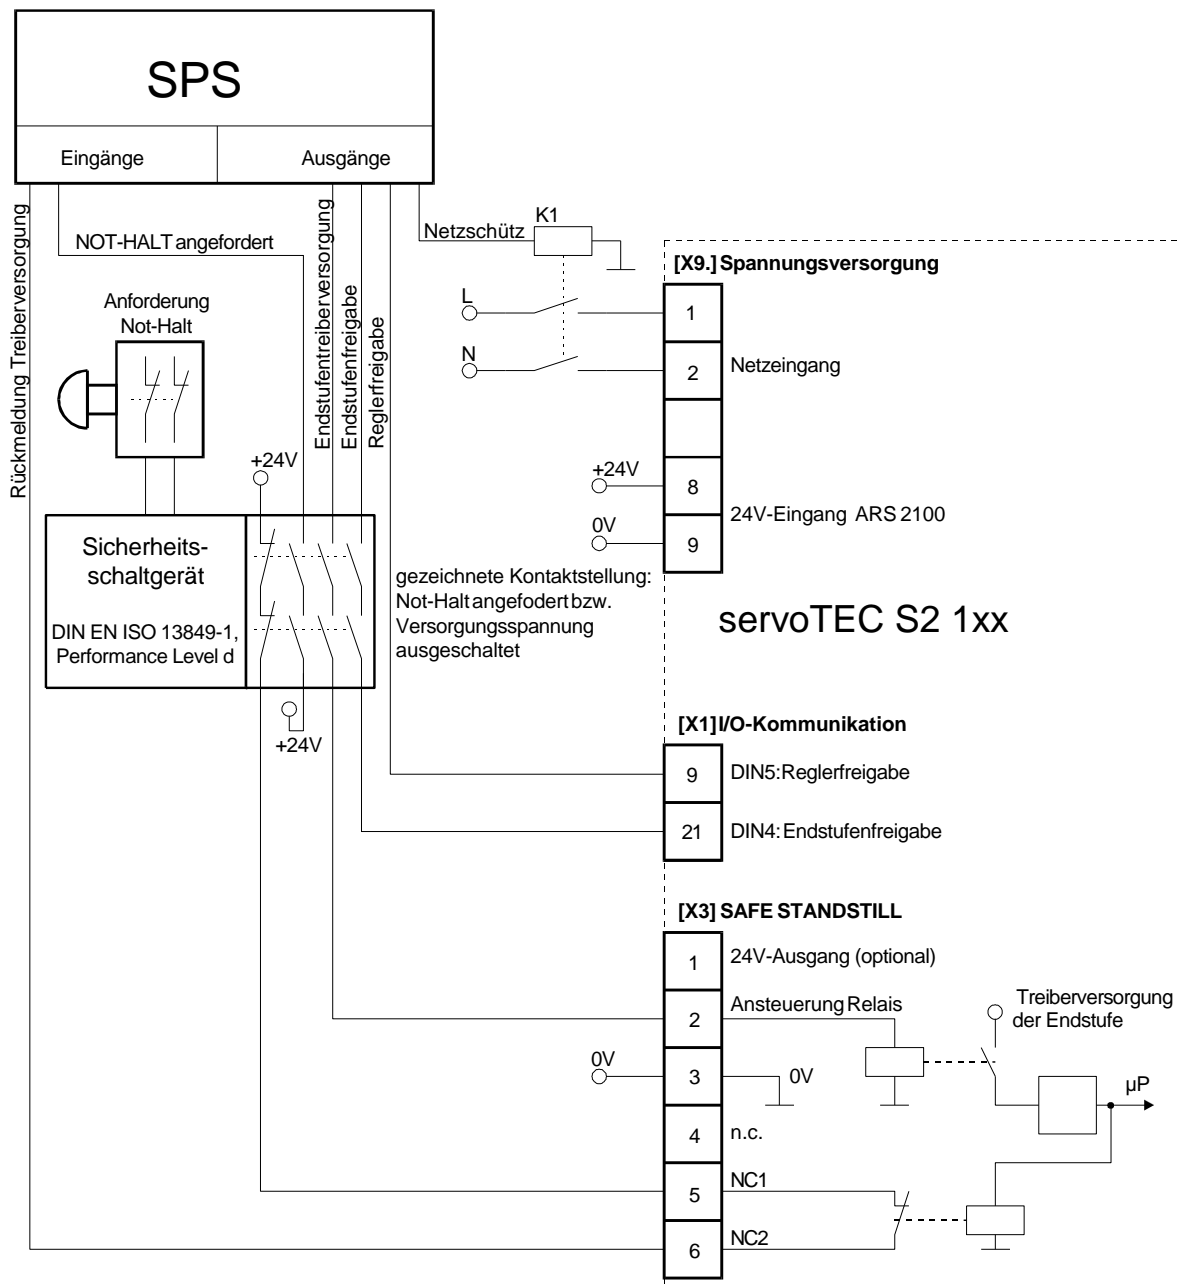 SPS
Eingänge
Ausgänge
Rückmeldung Treiberversorgung
NOT-HALT angefordert
Endstufentreiberversorgung
Endstufenfreigabe
Reglerfreigabe
Netzschütz
K1
Anforderung
Not-Halt
L
N
[X9.] Spannungsversorgung
1
2
Netzeingang
+24V
8
0V
9
24V-Eingang ARS 2100
+24V
Sicherheits-
schaltgerät
DIN EN ISO 13849-1,
Performance Level d
+24V
gezeichnete Kontaktstellung:
Not-Halt angefodert bzw.
Versorgungsspannung
ausgeschaltet
servoTEC S2 1xx
[X1] I/O-Kommunikation
9
DIN5: Reglerfreigabe
21
DIN4: Endstufenfreigabe
[X3] SAFE STANDSTILL
1
24V-Ausgang (optional)
2
Ansteuerung Relais
0V
3
0V
4
n.c.
5
NC1
6
NC2
Treiberversorgung
der Endstufe
µP